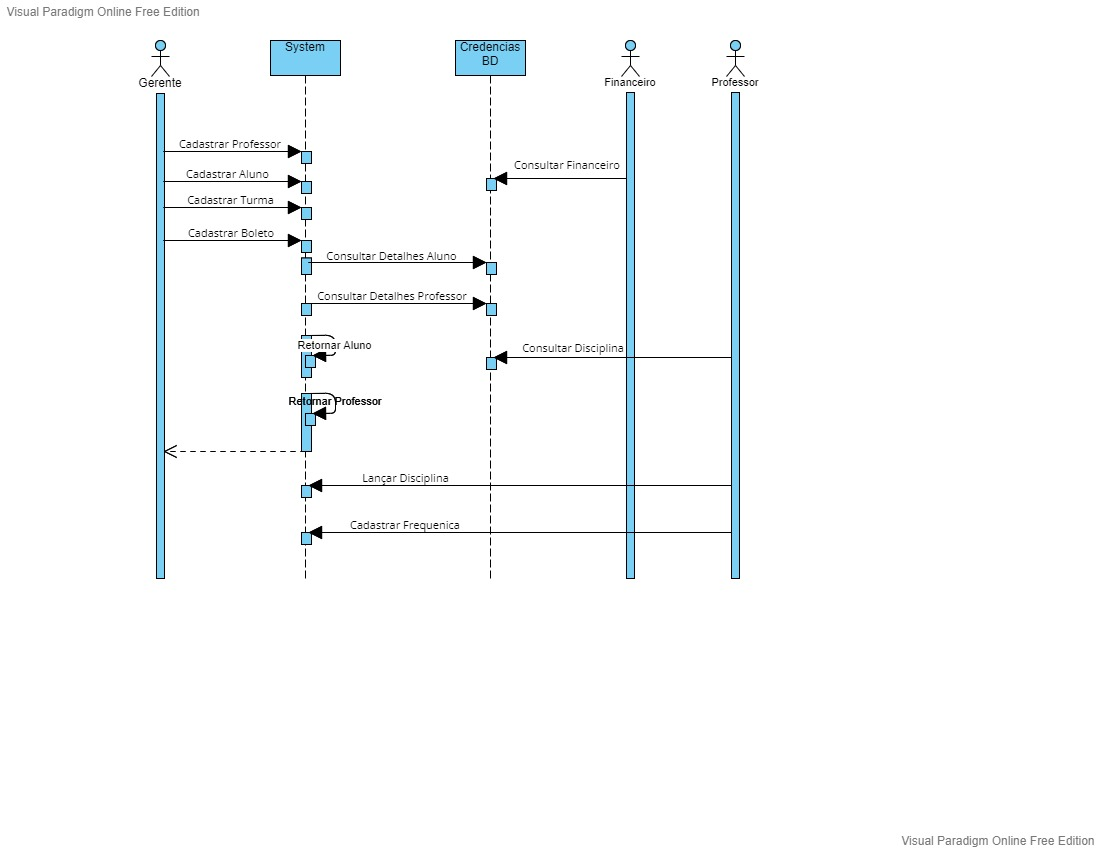 Visual Paradigm Online Free Edition
Gerente
System
Credencias
BD
Financeiro
Professor
Cadastrar Professor
Consultar Financeiro
Cadastrar Aluno
Cadastrar Turma
Cadastrar Boleto
Consultar Detalhes Aluno
Consultar Detalhes Professor
Retornar Aluno
Consultar Disciplina
Retornar Professor
Lançar Disciplina
Cadastrar Frequenica
Visual Paradigm Online Free Edition